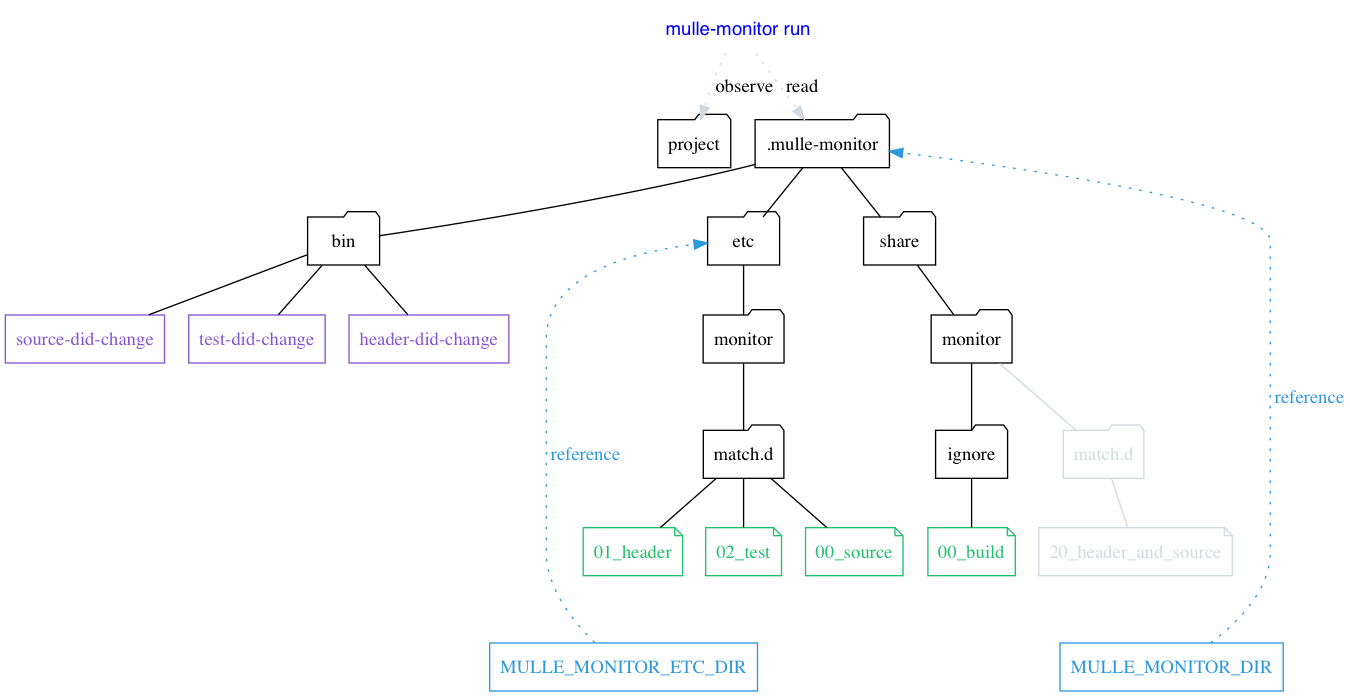 mulle-monitor run
observe
read
project
.mulle-monitor
bin
etc
share
source-did-change
test-did-change
header-did-change
monitor
monitor
reference
reference
match.d
ignore
match.d
01_header
02_test
00_source
00_build
20_header_and_source
MULLE_MONITOR_ETC_DIR
MULLE_MONITOR_DIR